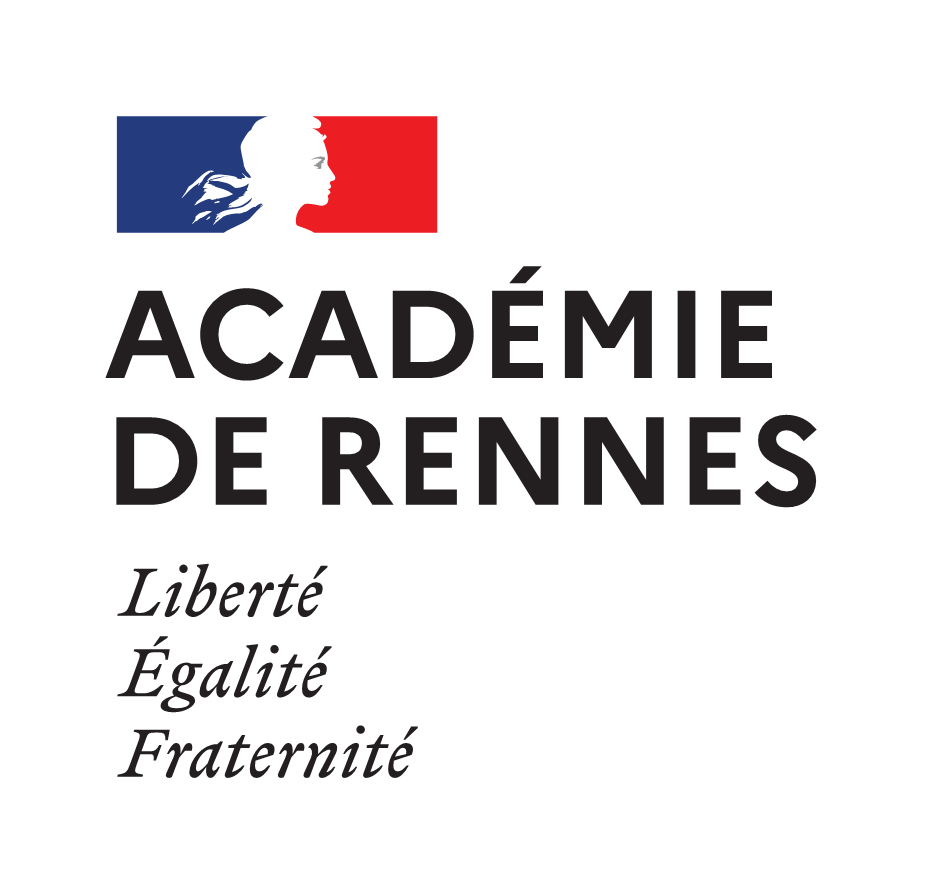 ACADÉMIE
DE RENNES
Liberté
Égalité
Fraternité